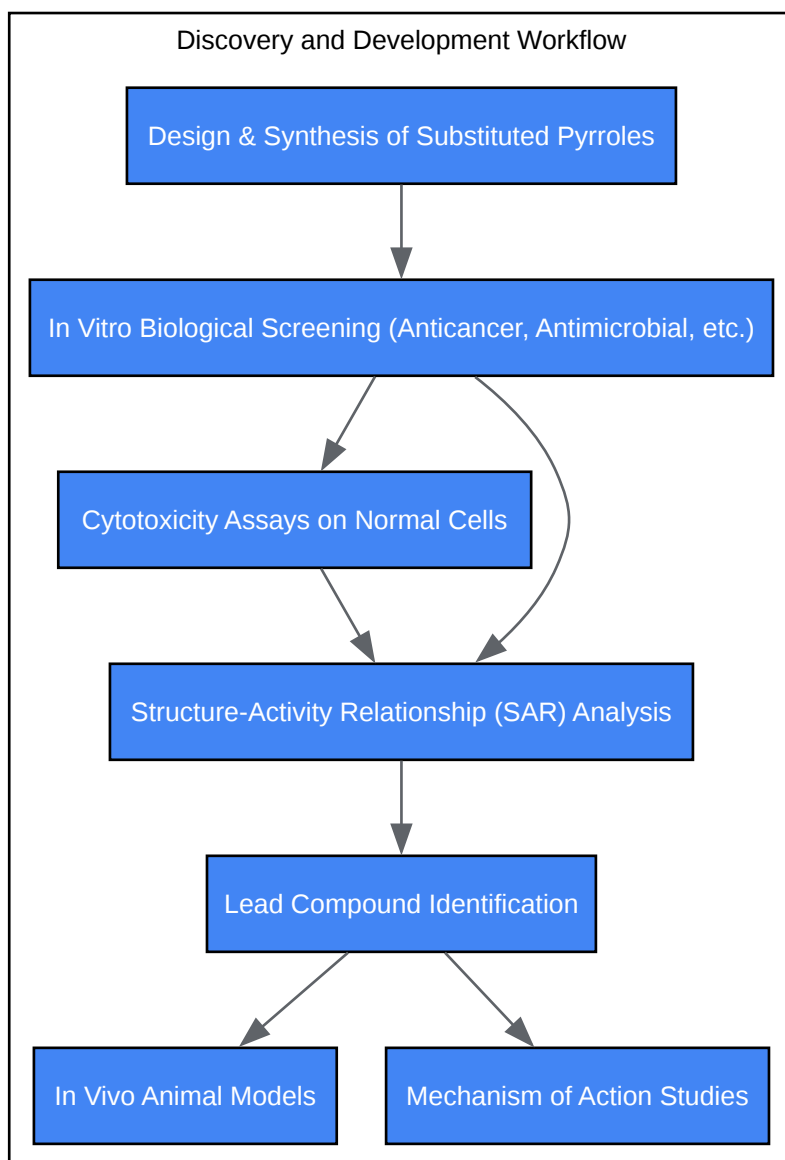 Discovery and Development Workflow
Design & Synthesis of Substituted Pyrroles
In Vitro Biological Screening (Anticancer, Antimicrobial, etc.)
Cytotoxicity Assays on Normal Cells
Structure-Activity Relationship (SAR) Analysis
Lead Compound Identification
In Vivo Animal Models
Mechanism of Action Studies